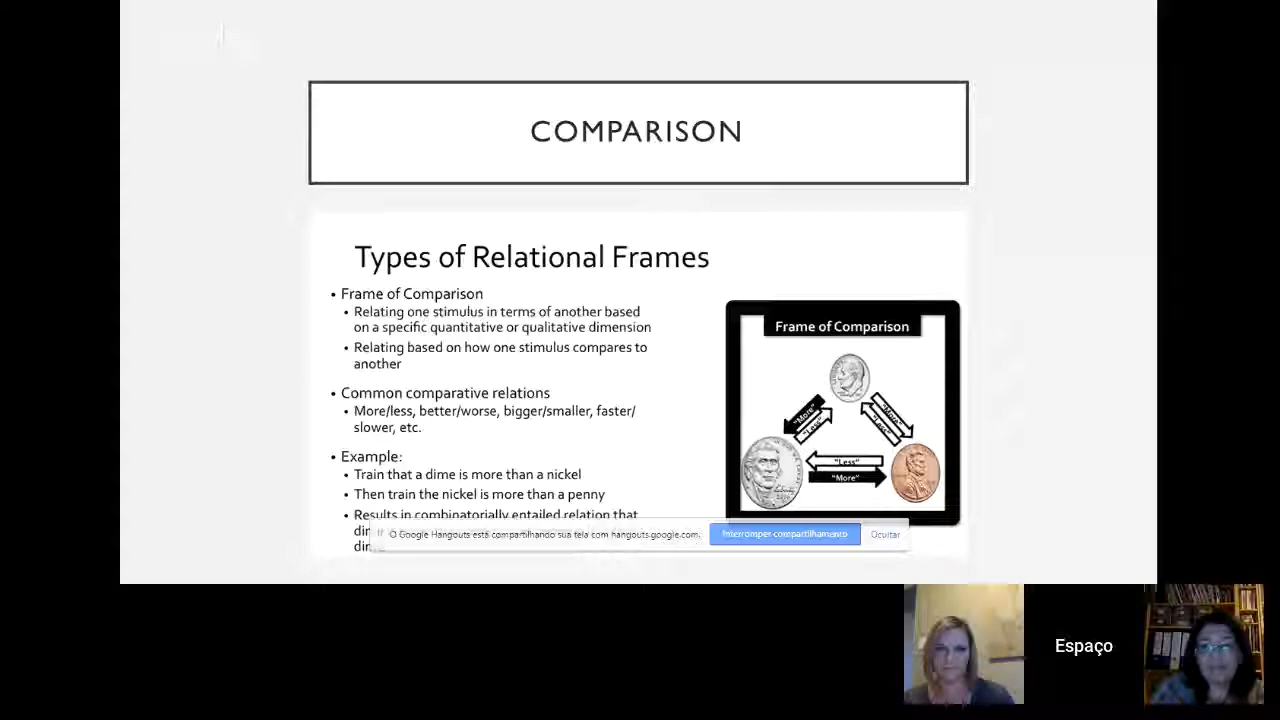 COMPARISON
Types of Relational Frames
• Frame of Comparison
• Relating one stimulus in terms of another based
on a specific quantitative or qualitative dimension
• Relating based on how one stimulus compares to
another
• Common comparative relations
• More/less, better/worse, bigger/smaller, faster/
slower, etc.
• Example:
• Train that a dime is more than a nickel
• Then train the nickel is more than a penny
• Results in combinatorially entailed relation that
Frame of Comparison
"More"
"Less"
"More"
"Less"
"Less"
"More"
O Google Hangouts está compartilhando sua tela com hangouts.google.com.
Interromper compartilhamento
Ocultar
Espaço